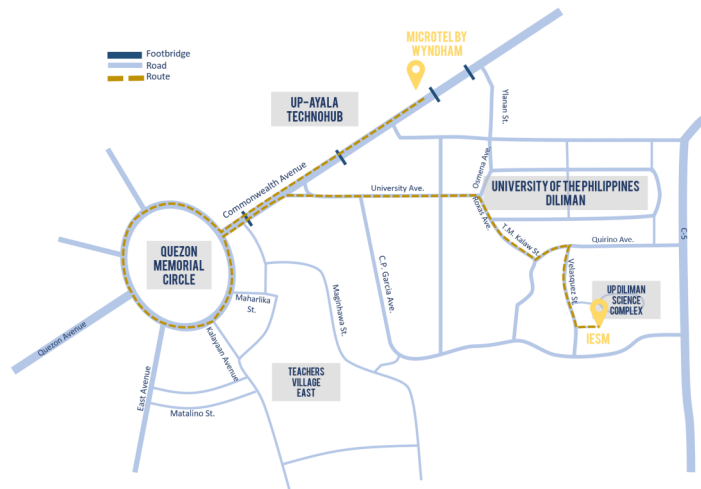 MICROTEL BY
WYNDHAM
Footbridge
Road
Route
UP-AYALA
TECHNOHUB
Ylanan St.
Commonwealth Avenue
Osmena Ave.
University Ave.
UNIVERSITY OF THE PHILIPPINES
DILIMAN
Roxas Ave.
T.M. Kalaw St.
Quirino Ave.
C-5
QUEZON
MEMORIAL
CIRCLE
C.P. Garcia Ave.
Velasquez St.
Maharlika
St.
Maginhawa St.
UP DILIMAN
SCIENCE
COMPLEX
IESM
Quezon Avenue
Kalayaan Avenue
East Avenue
TEACHERS
VILLAGE
EAST
Matalino St.